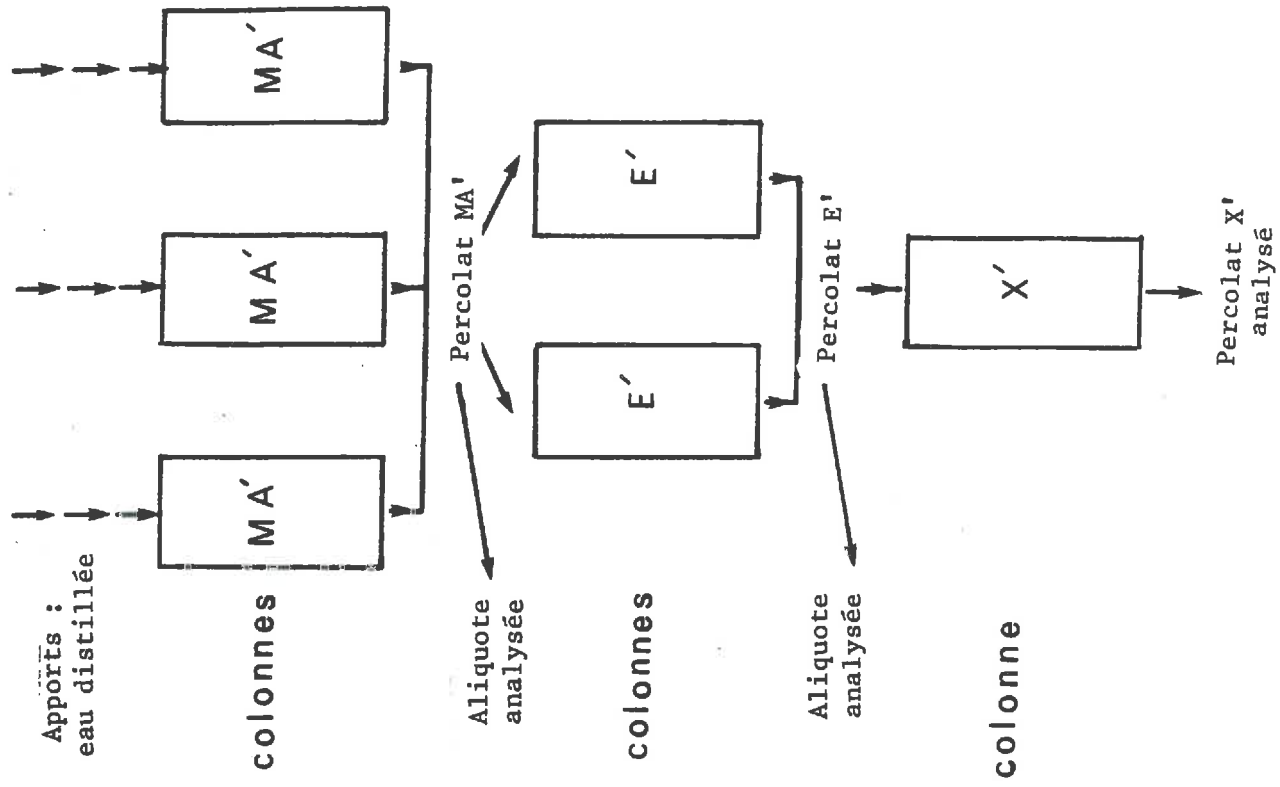 Apports :
eau distillée
colonnes
MA′
MA′
MA′
Aliquote
analysée
Percolat MA'
colonnes
E′
E′
Aliquote
analysée
Percolat E'
colonne
X′
Percolat X'
analysé